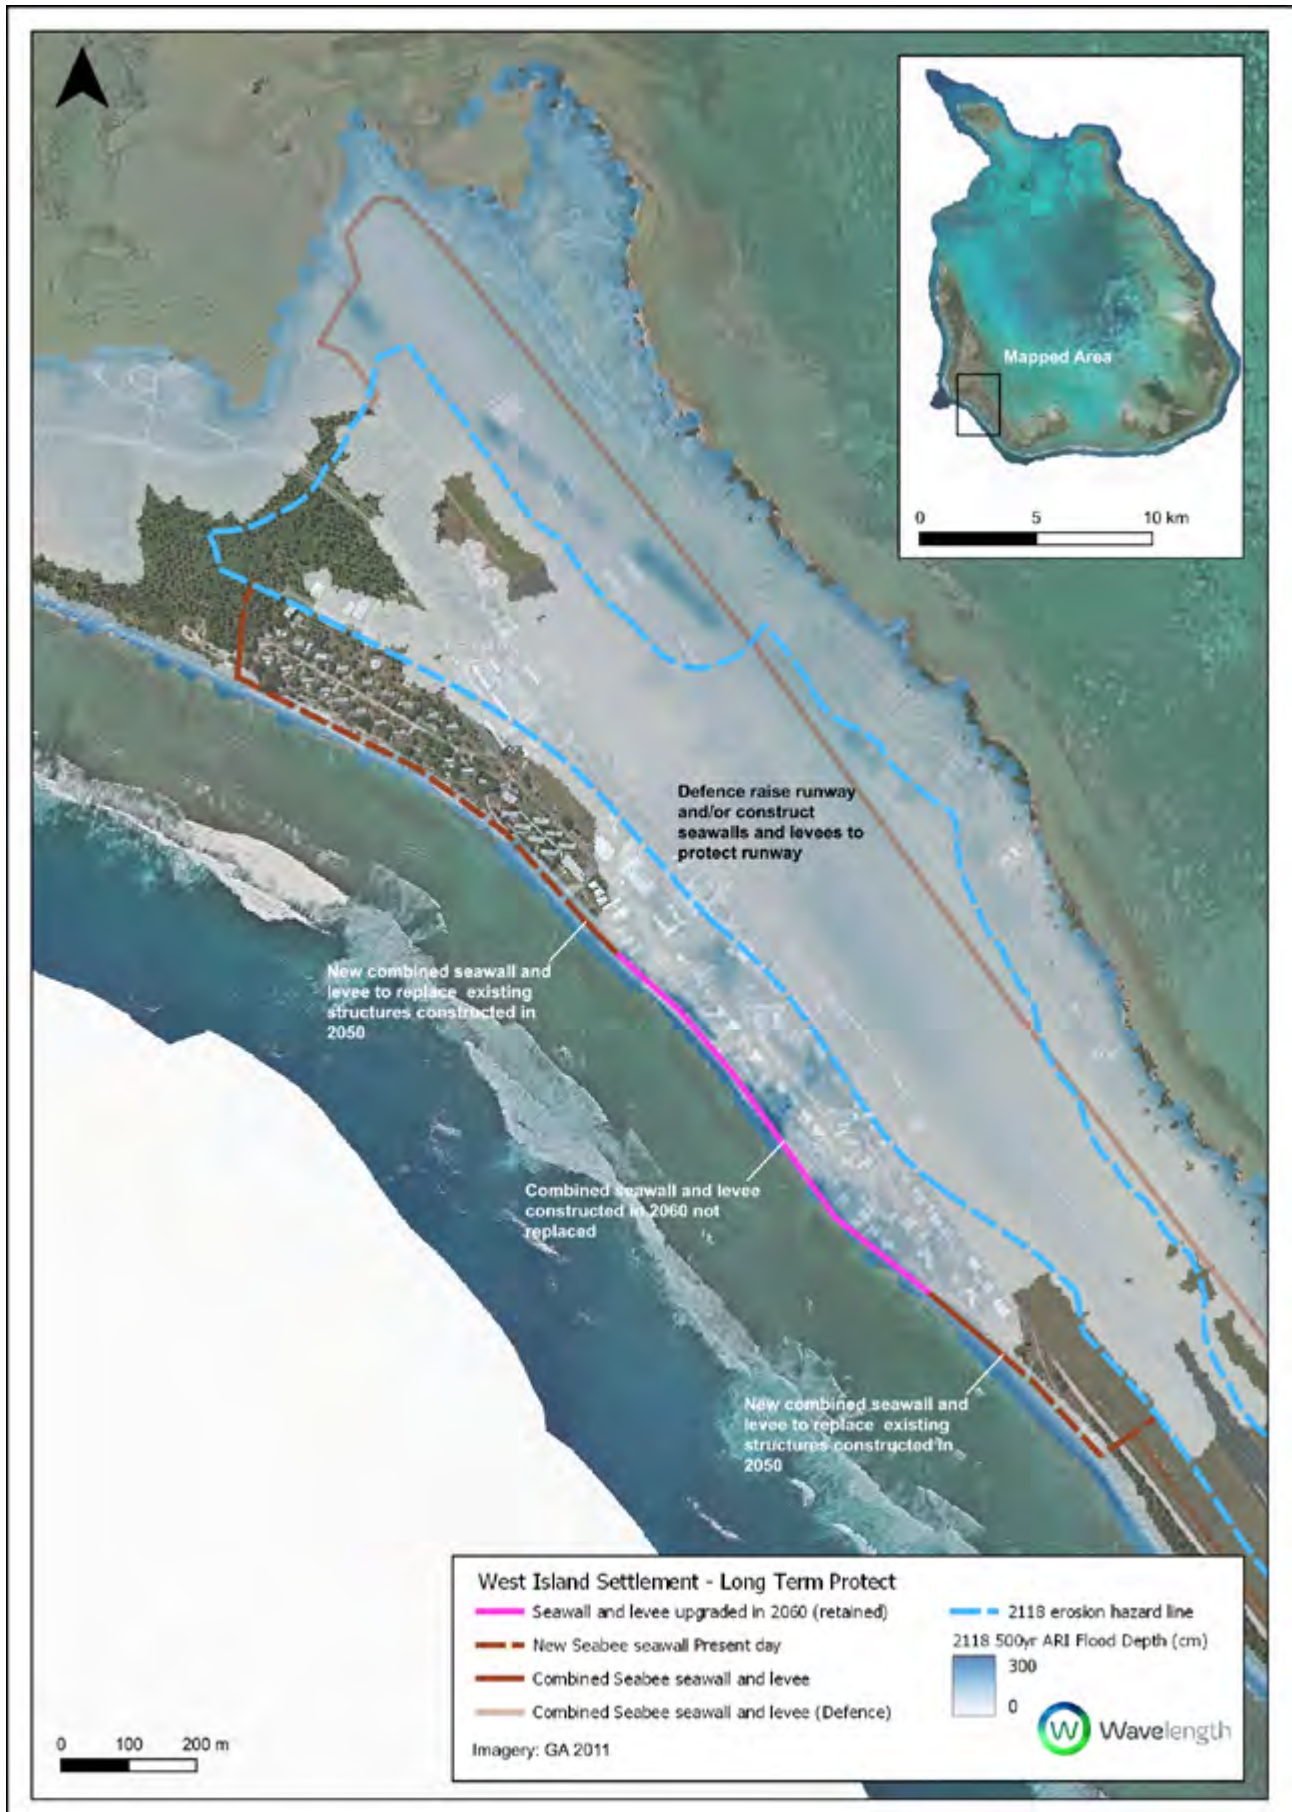 Mapped Area
0 5 10 km
Defence raise runway
and/or construct
seawalls and levees to
protect runway
New combined seawall and
levee to replace existing
structures constructed in
2050
Combined seawall and levee
constructed in 2060 not
replaced
New combined seawall and
levee to replace existing
structures constructed in
2050
West Island Settlement - Long Term Protect
Seawall and levee upgraded in 2060 (retained)
New Seabee seawall Present day
Combined Seabee seawall and levee
Combined Seabee seawall and levee (Defence)
Imagery: GA 2011
2118 erosion hazard line
2118 500yr ARI Flood Depth (cm)
300
0
W Wavelength
0 100 200 m